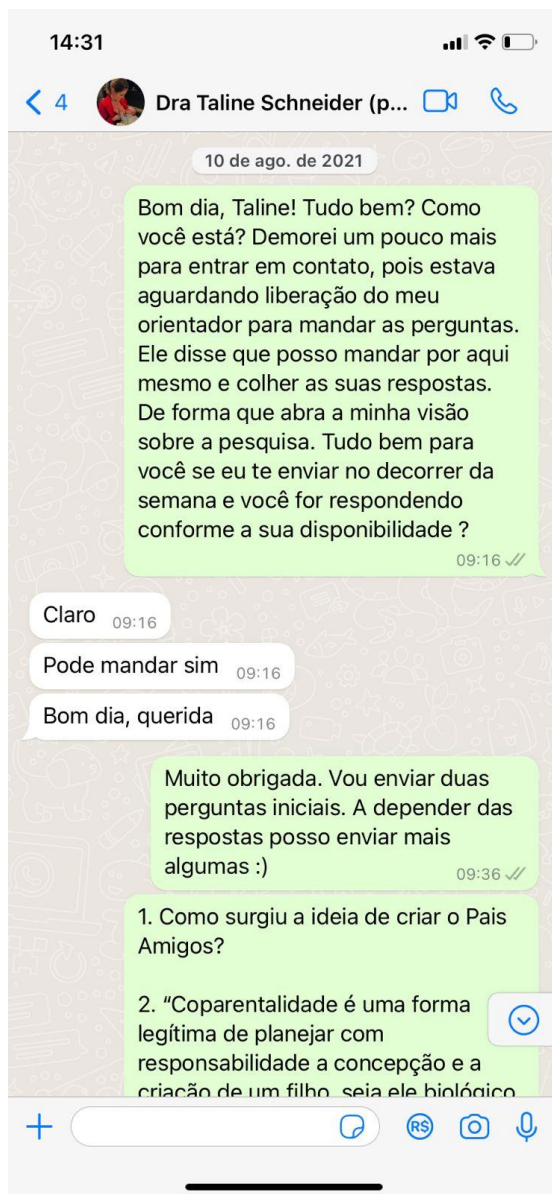 14:31
4 Dra Taline Schneider (p...
10 de ago. de 2021
Bom dia, Taline! Tudo bem? Como
você está? Demorei um pouco mais
para entrar em contato, pois estava
aguardando liberação do meu
orientador para mandar as perguntas.
Ele disse que posso mandar por aqui
mesmo e colher as suas respostas.
De forma que abra a minha visão
sobre a pesquisa. Tudo bem para
você se eu te enviar no decorrer da
semana e você for respondendo
conforme a sua disponibilidade ?
09:16
Claro 09:16
Pode mandar sim 09:16
Bom dia, querida 09:16
Muito obrigada. Vou enviar duas
perguntas iniciais. A depender das
respostas posso enviar mais
algumas :) 09:36
1. Como surgiu a ideia de criar o Pais
Amigos?
2. “Coparentalidade é uma forma
legítima de planejar com
responsabilidade a concepção e a
criação de um filho, seja ele biológico
R$